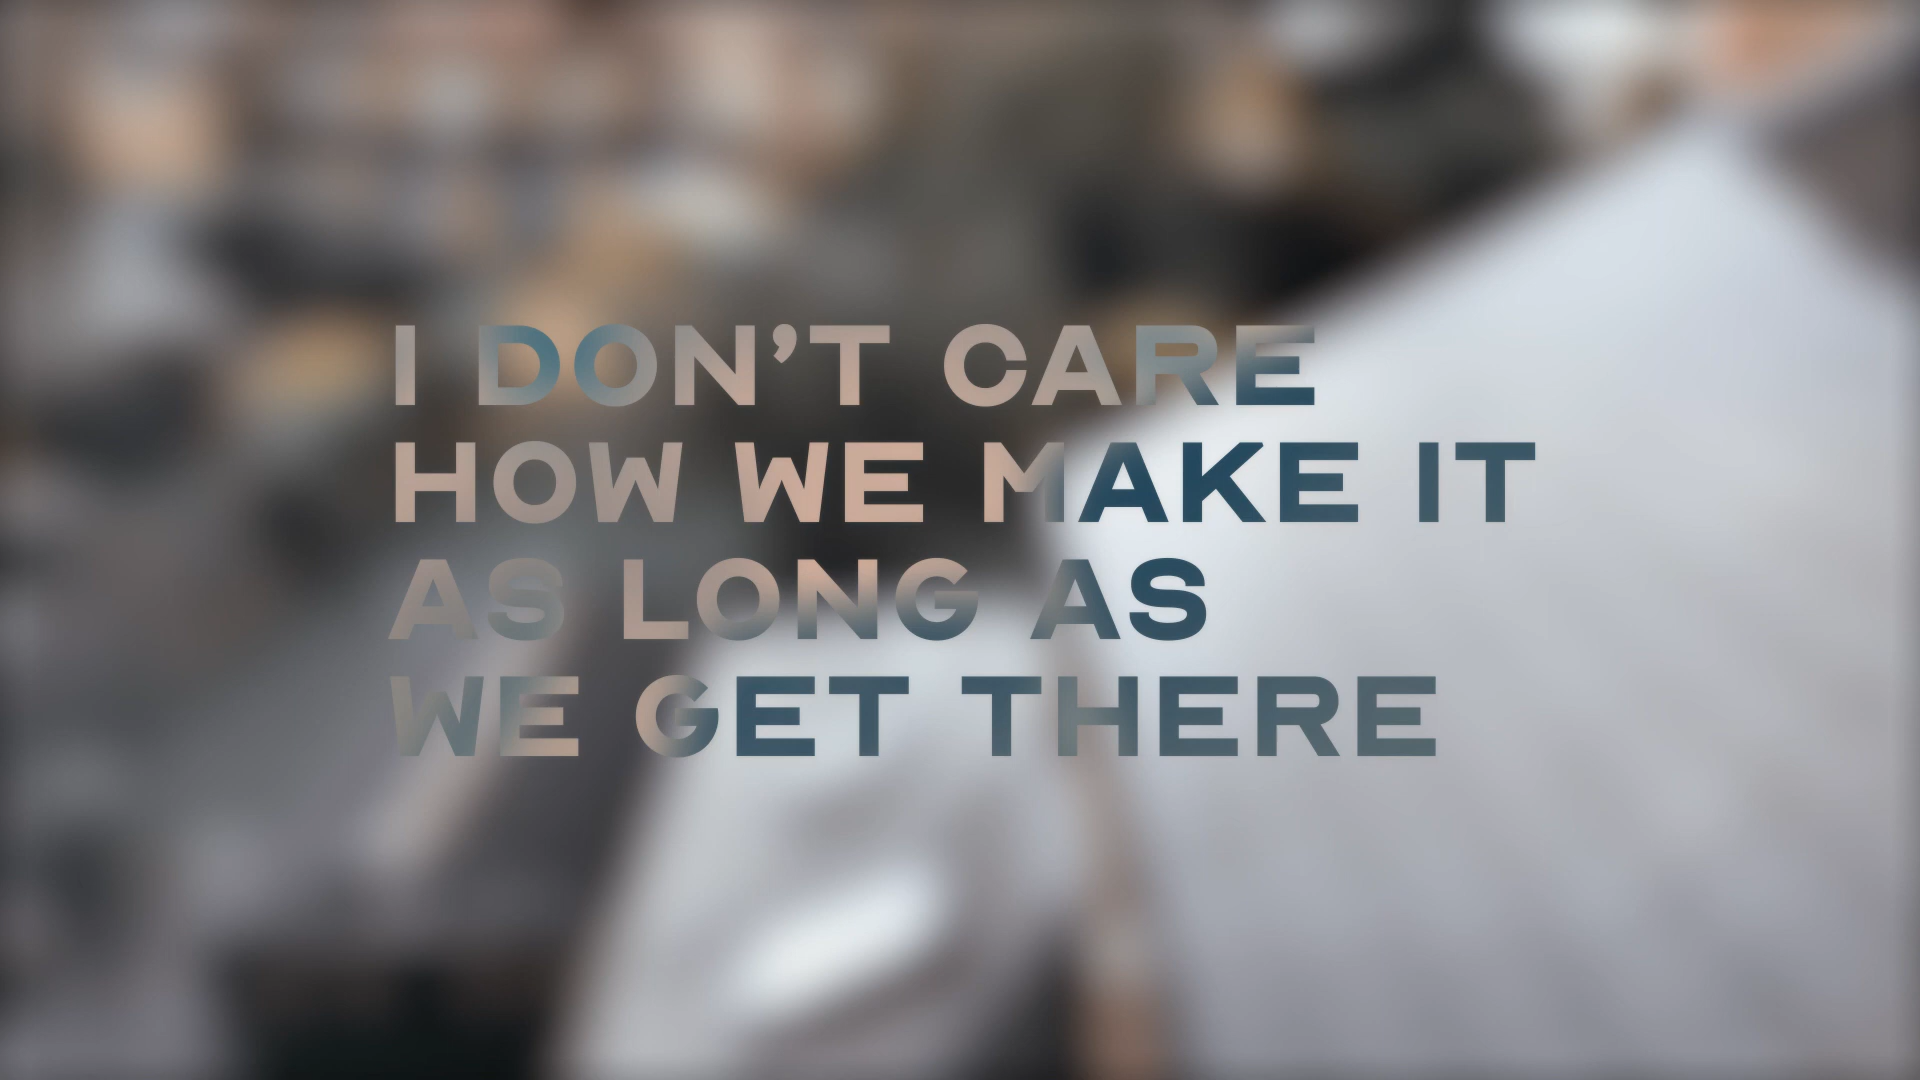 I DON’T CARE
HOW WE MAKE IT
AS LONG AS
WE GET THERE